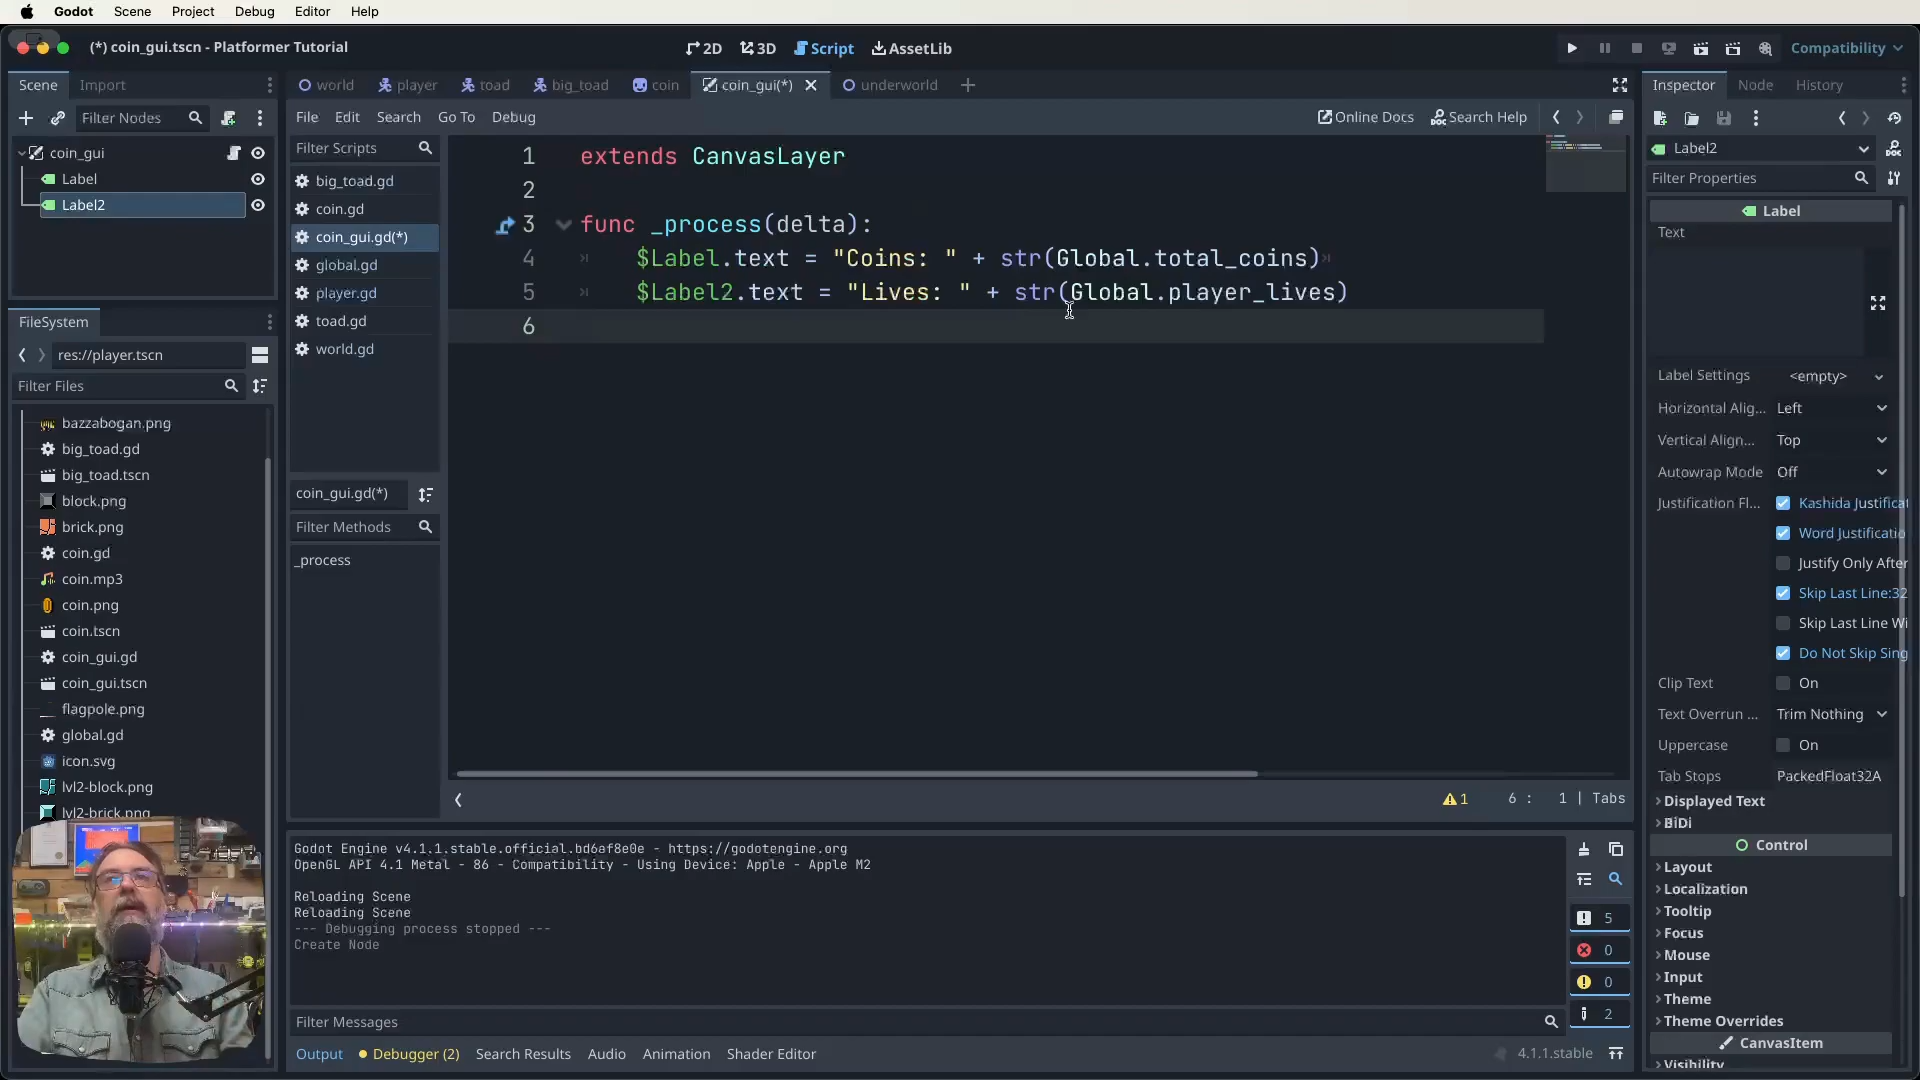 Godot Scene Project Debug Editor Help
(*) coin_gui.tscn - Platformer Tutorial
2D 3D Script AssetLib
Compatibility
Scene Import
Filter Nodes
coin_gui
Label
Label2
FileSystem
res://player.tscn
Filter Files
bazzabogan.png
big_toad.gd
big_toad.tscn
block.png
brick.png
coin.gd
coin.mp3
coin.png
coin.tscn
coin_gui.gd
coin_gui.tscn
flagpole.png
global.gd
icon.svg
lvl2-block.png
lvl2-brick.png
world player toad big_toad coin coin_gui(*) underworld
File Edit Search Go To Debug
Online Docs Search Help
Filter Scripts
big_toad.gd
coin.gd
coin_gui.gd(*)
global.gd
player.gd
toad.gd
world.gd
coin_gui.gd(*)
Filter Methods
_process
1 extends CanvasLayer
2
3 func _process(delta):
4 $Label.text = "Coins: " + str(Global.total_coins)
5 $Label2.text = "Lives: " + str(Global.player_lives)
6
1 6 : 1 | Tabs
Godot Engine v4.1.1.stable.official.bd6af8e0e - https://godotengine.org
OpenGL API 4.1 Metal - 86 - Compatibility - Using Device: Apple - Apple M2
Reloading Scene
Reloading Scene
--- Debugging process stopped ---
Create Node
5
0
0
2
Filter Messages
Output Debugger (2) Search Results Audio Animation Shader Editor
4.1.1.stable
Inspector Node History
Label2
Filter Properties
Label
Text
Label Settings <empty>
Horizontal Alig... Left
Vertical Align... Top
Autowrap Mode Off
Justification Fl... Kashida Justificat
Word Justificatio
Justify Only After
Skip Last Line:32
Skip Last Line Wi
Do Not Skip Sing
Clip Text On
Text Overrun ... Trim Nothing
Uppercase On
Tab Stops PackedFloat32A
Displayed Text
BiDi
Control
Layout
Localization
Tooltip
Focus
Mouse
Input
Theme
Theme Overrides
CanvasItem
Visibility